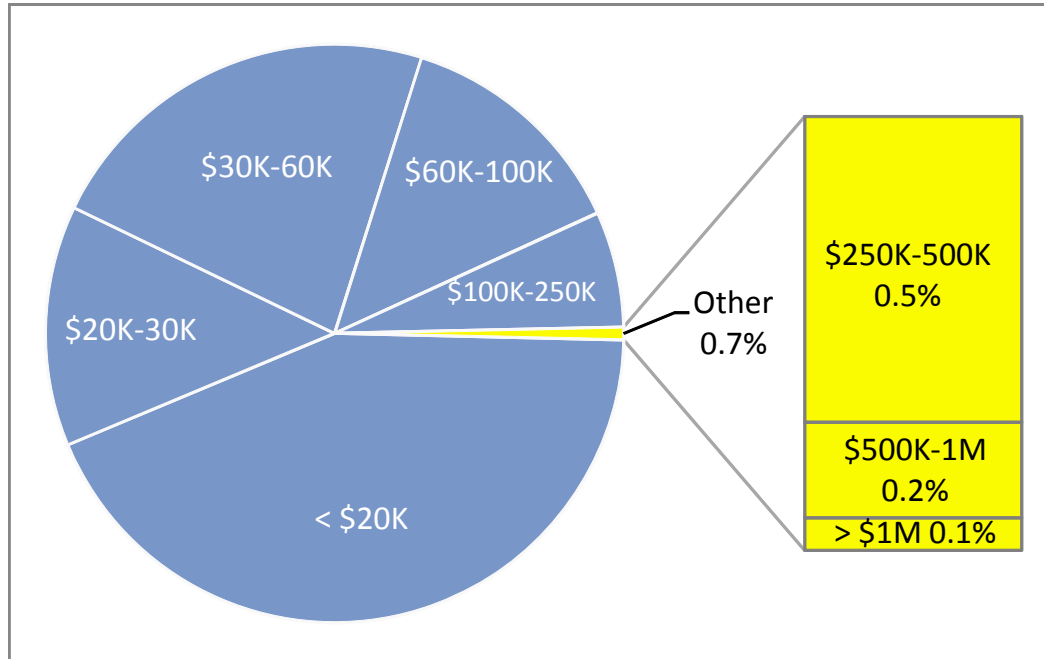 $30K-60K
$60K-100K
$100K-250K
$20K-30K
< $20K
Other
0.7%
$250K-500K
0.5%
$500K-1M
0.2%
> $1M 0.1%